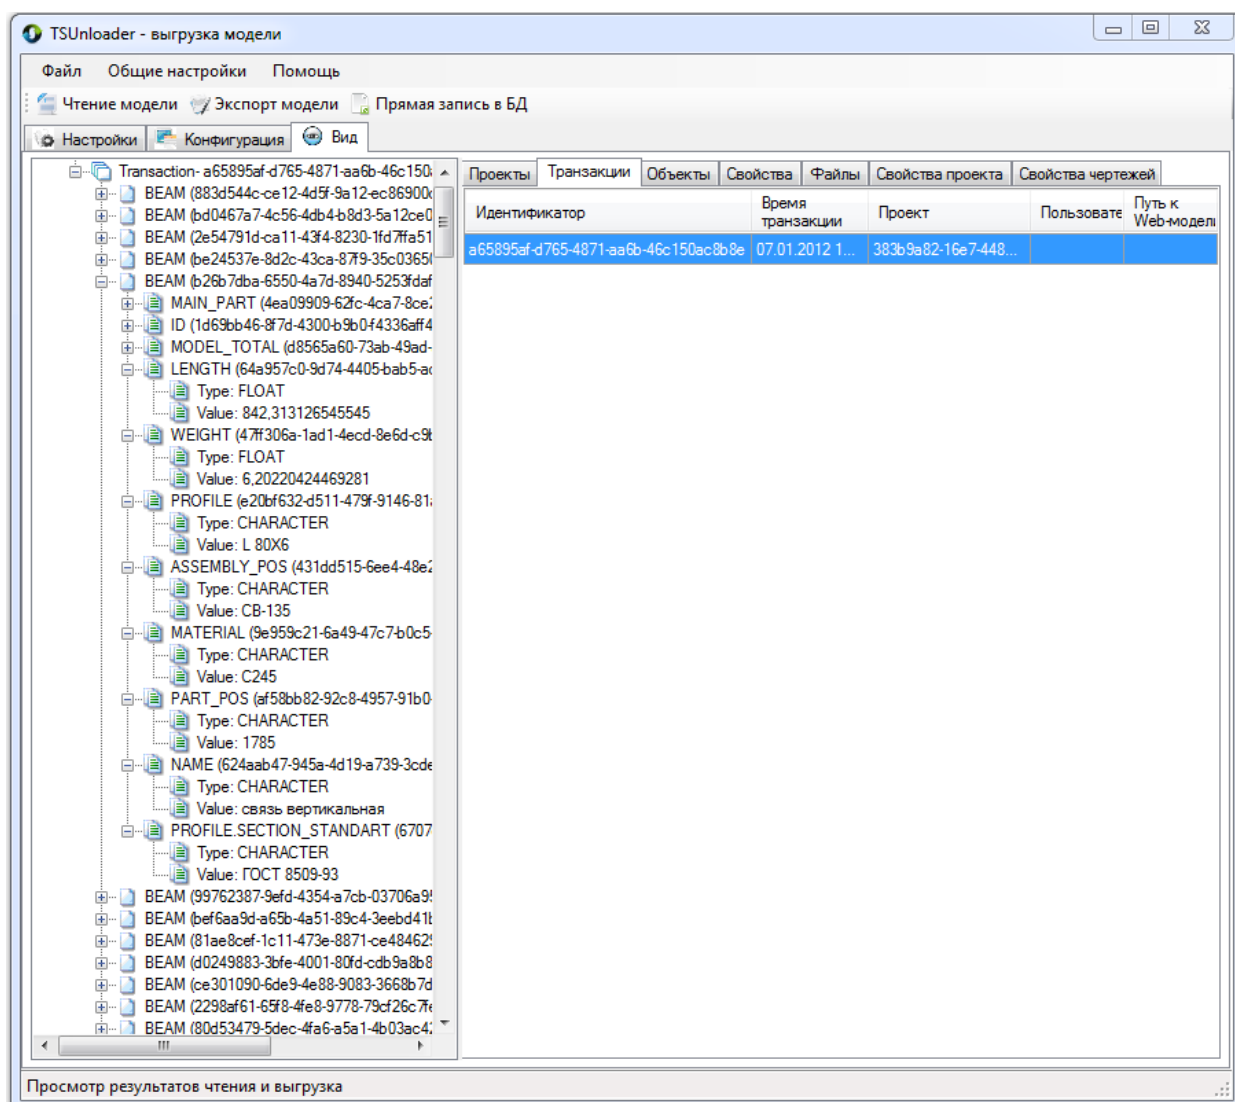 TSUnloader - выгрузка модели
Файл Общие настройки Помощь
Чтение модели Экспорт модели Прямая запись в БД
Настройки Конфигурация Вид
Transaction- a65895af-d765-4871-aa6b-46c150
BEAM (883d544c-ce12-4d5f-9a12-ec86900
BEAM (bd0467a7-4c56-4db4-b8d3-5a12ce0
BEAM (2e54791d-ca11-43f4-8230-1fd7ffa51
BEAM (be24537e-8d2c-43ca-87f9-35c0365
BEAM (b26b7dba-6550-4a7d-8940-5253fdaf
MAIN_PART (4ea09909-62fc-4ca7-8ce
ID (1d69bb46-8f7d-4300-b9b0-f4336aff4
MODEL_TOTAL (d8565a60-73ab-49ad-
LENGTH (64a957c0-9d74-4405-bab5-a
Type: FLOAT
Value: 842,313126545545
WEIGHT (47ff306a-1ad1-4ecd-8e6d-c9
Type: FLOAT
Value: 6,20220424469281
PROFILE (e20bf632-d511-479f-9146-81
Type: CHARACTER
Value: L 80X6
ASSEMBLY_POS (431dd515-6ee4-48e
Type: CHARACTER
Value: СВ-135
MATERIAL (9e959c21-6a49-47c7-b0c5
Type: CHARACTER
Value: C245
PART_POS (af58bb82-92c8-4957-91b0
Type: CHARACTER
Value: 1785
NAME (624aab47-945a-4d19-a739-3cde
Type: CHARACTER
Value: связь вертикальная
PROFILE.SECTION_STANDART (6707
Type: CHARACTER
Value: ГОСТ 8509-93
BEAM (99762387-9efd-4354-a7cb-03706a9
BEAM (bef6aa9d-a65b-4a51-89c4-3eebd41
BEAM (81ae8cef-1c11-473e-8871-ce48462
BEAM (d0249883-3bfe-4001-80fd-cdb9a8b8
BEAM (ce301090-6de9-4e88-9083-3668b7d
BEAM (2298af61-65f8-4fe8-9778-79cf26c7fe
BEAM (80d53479-5dec-4fa6-a5a1-4b03ac4
Проекты Транзакции Объекты Свойства Файлы Свойства проекта Свойства чертежей
Идентификатор Время транзакции Проект Пользовате Путь к Web-модели
a65895af-d765-4871-aa6b-46c150ac8b8e 07.01.2012 1... 383b9a82-16e7-448...
Просмотр результатов чтения и выгрузка